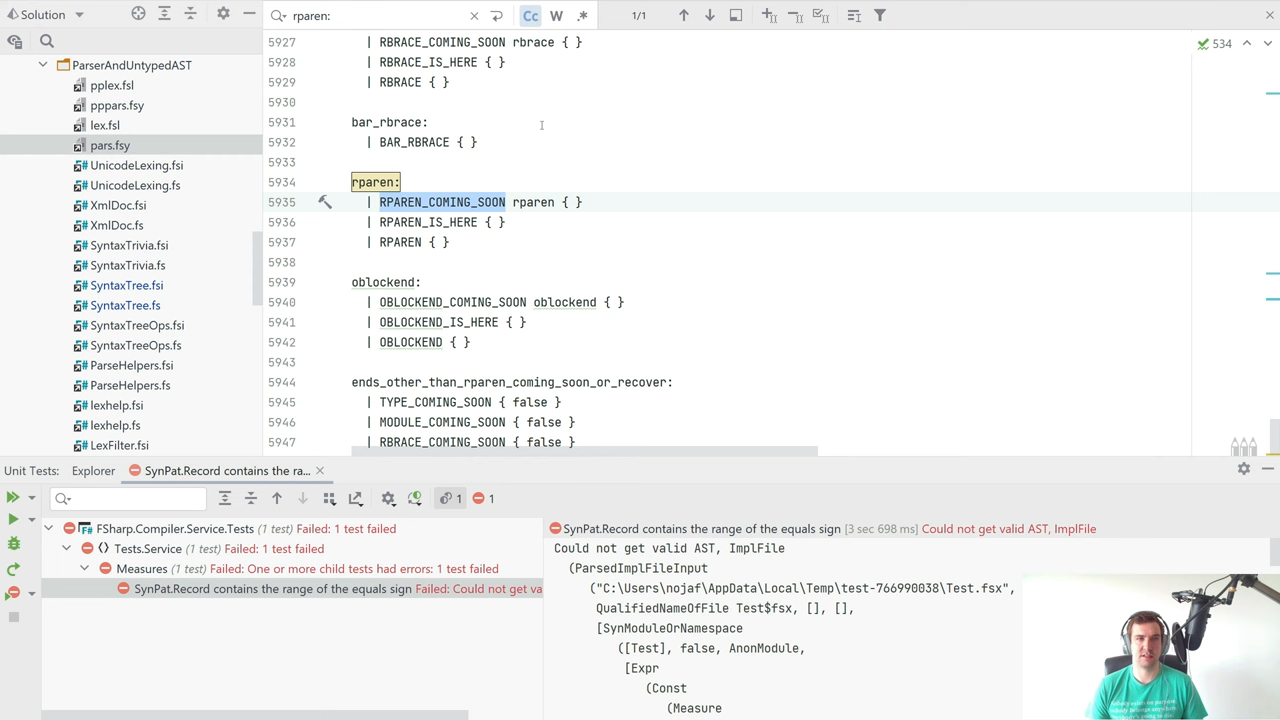 Solution
rparen:
Cc
W
.*
1/1
ParserAndUntypedAST
pplex.fsl
pppars.fsy
lex.fsl
pars.fsy
UnicodeLexing.fsi
UnicodeLexing.fs
XmlDoc.fsi
XmlDoc.fs
SyntaxTrivia.fsi
SyntaxTrivia.fs
SyntaxTree.fsi
SyntaxTree.fs
SyntaxTreeOps.fsi
SyntaxTreeOps.fs
ParseHelpers.fsi
ParseHelpers.fs
lexhelp.fsi
lexhelp.fs
LexFilter.fsi
534
5927 | RBRACE_COMING_SOON rbrace { }
5928 | RBRACE_IS_HERE { }
5929 | RBRACE { }
5930
5931 bar_rbrace:
5932 | BAR_RBRACE { }
5933
5934 rparen:
5935 | RPAREN_COMING_SOON rparen { }
5936 | RPAREN_IS_HERE { }
5937 | RPAREN { }
5938
5939 oblockend:
5940 | OBLOCKEND_COMING_SOON oblockend { }
5941 | OBLOCKEND_IS_HERE { }
5942 | OBLOCKEND { }
5943
5944 ends_other_than_rparen_coming_soon_or_recover:
5945 | TYPE_COMING_SOON { false }
5946 | MODULE_COMING_SOON { false }
5947 | RBRACE_COMING_SOON { false }
Unit Tests: Explorer SynPat.Record contains the ra...
1 1
FSharp.Compiler.Service.Tests (1 test) Failed: 1 test failed
Tests.Service (1 test) Failed: 1 test failed
Measures (1 test) Failed: One or more child tests had errors: 1 test failed
SynPat.Record contains the range of the equals sign Failed: Could not get va
SynPat.Record contains the range of the equals sign [3 sec 698 ms] Could not get valid AST, ImplFile
Could not get valid AST, ImplFile
(ParsedImplFileInput
("C:\Users\nojaf\AppData\Local\Temp\test-766990038\Test.fsx",
QualifiedNameOfFile Test$fsx, [], [],
[SynModuleOrNamespace
([Test], false, AnonModule,
[Expr
(Const
(Measure